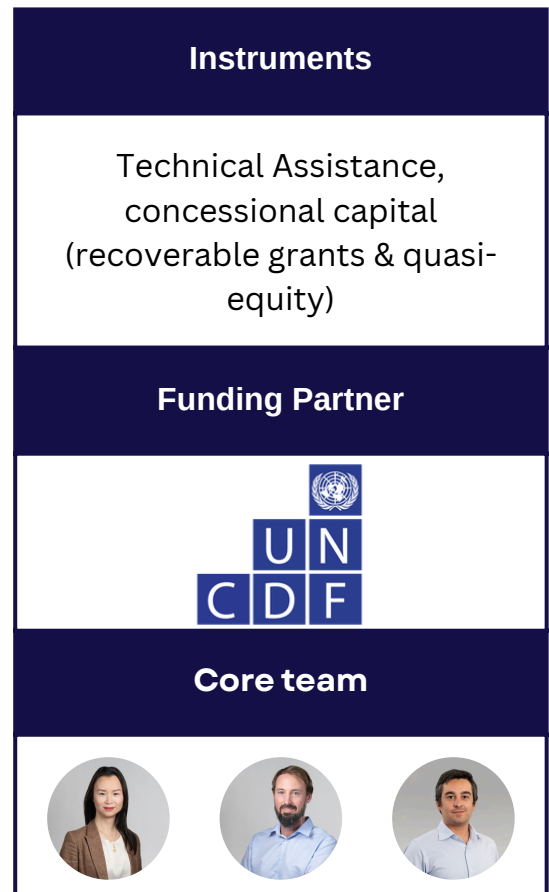 Instruments
Technical Assistance,
concessional capital
(recoverable grants & quasi-
equity)
Funding Partner
UN
CDF
Core team